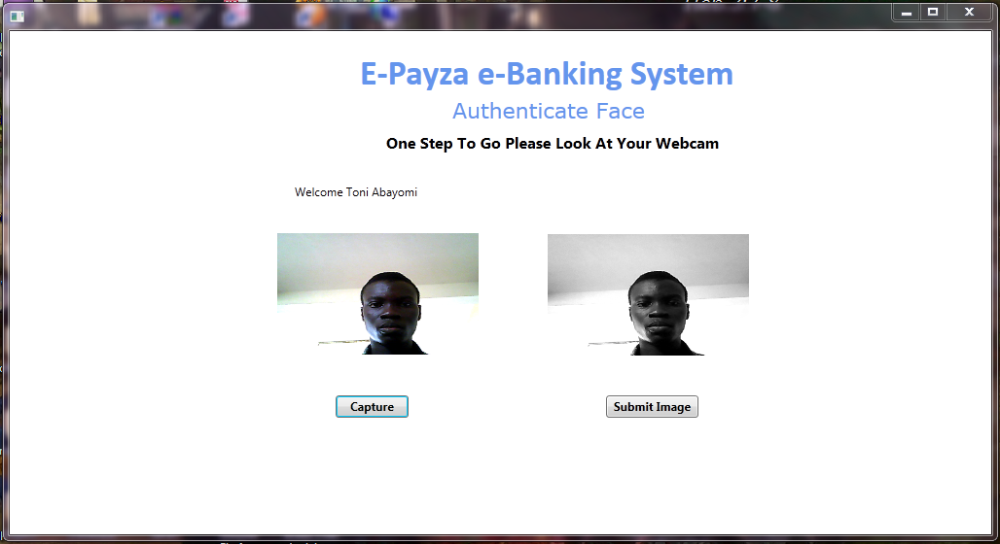 E-Payza e-Banking System
Authenticate Face
One Step To Go Please Look At Your Webcam
Welcome Toni Abayomi
Capture
Submit Image